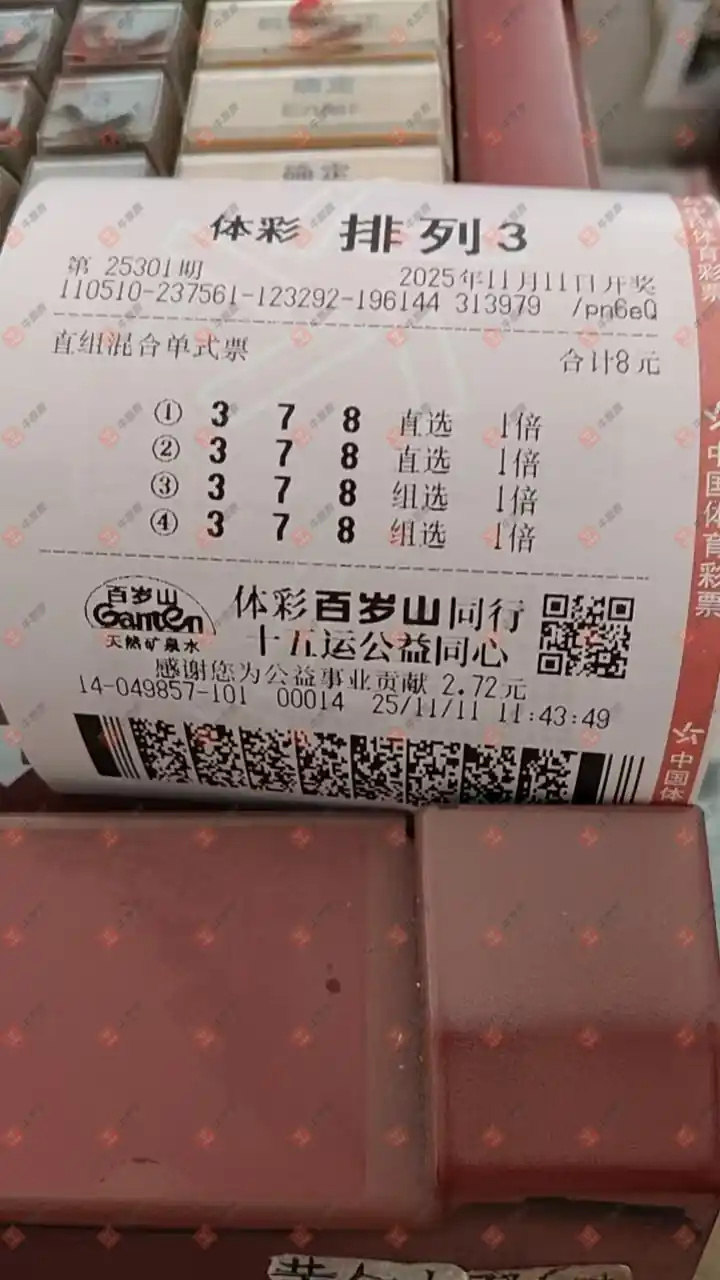 确定
体彩 排列3
第 25301期 2025年11月11日开奖
110510-237561-123292-196144 313979 /pn6eQ
直组混合单式票 合计8元
① 3 7 8 直选 1倍
② 3 7 8 直选 1倍
③ 3 7 8 组选 1倍
④ 3 7 8 组选 1倍
百岁山
Ganten
天然矿泉水
体彩百岁山同行
十五运公益同心
感谢您为公益事业贡献 2.72元
14-049857-101 00014 25/11/11 11:43:49
中国体育彩票
中国体